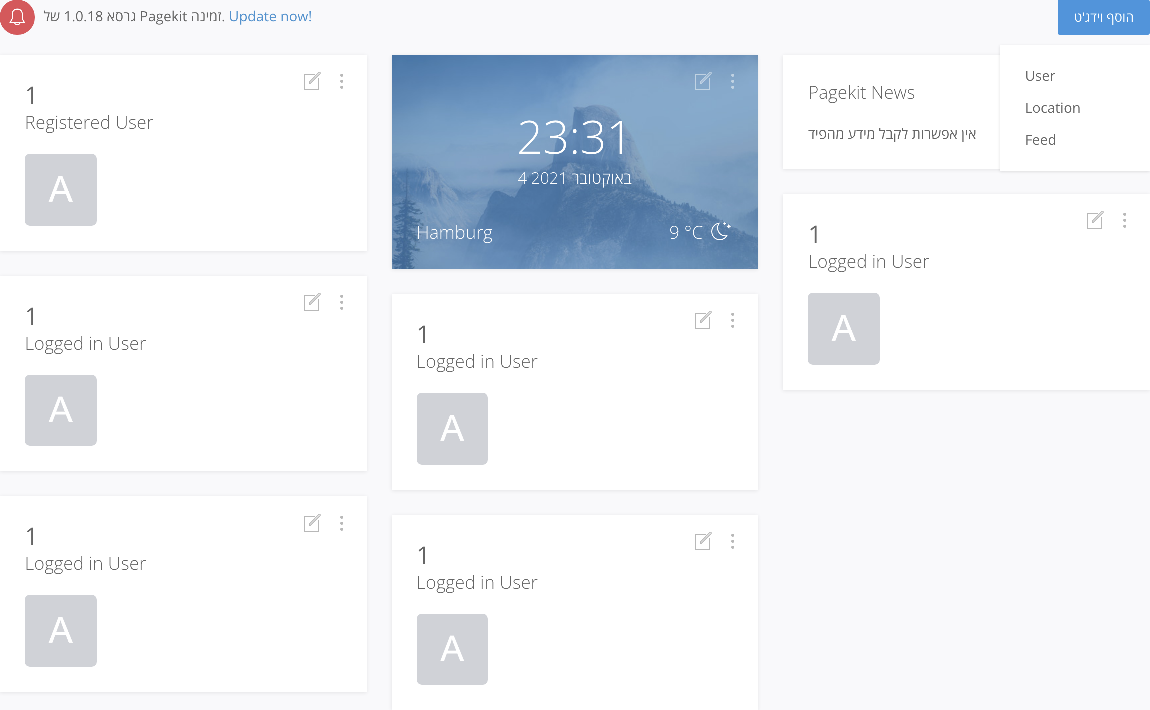 גרסא 1.0.18 של Pagekit זמינה. Update now!
הוסף וידג'ט
User
Location
Feed
1
Registered User
A
1
Logged in User
A
1
Logged in User
A
23:31
4 באוקטובר 2021
Hamburg
9 °C
1
Logged in User
A
1
Logged in User
A
Pagekit News
אין אפשרות לקבל מידע מהפיד
1
Logged in User
A